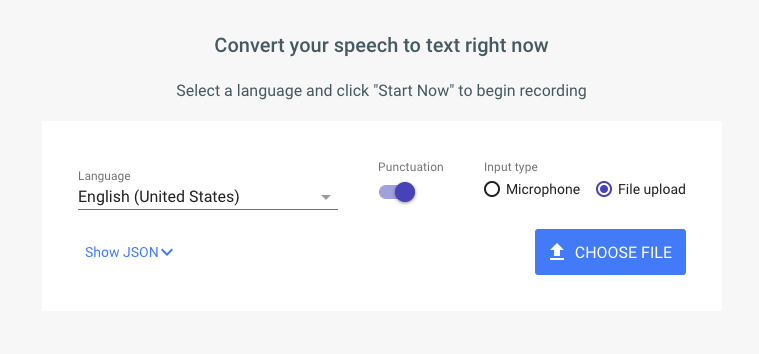 Convert your speech to text right now
Select a language and click "Start Now" to begin recording
Language
English (United States)
Punctuation
Input type
Microphone
File upload
Show JSON
CHOOSE FILE